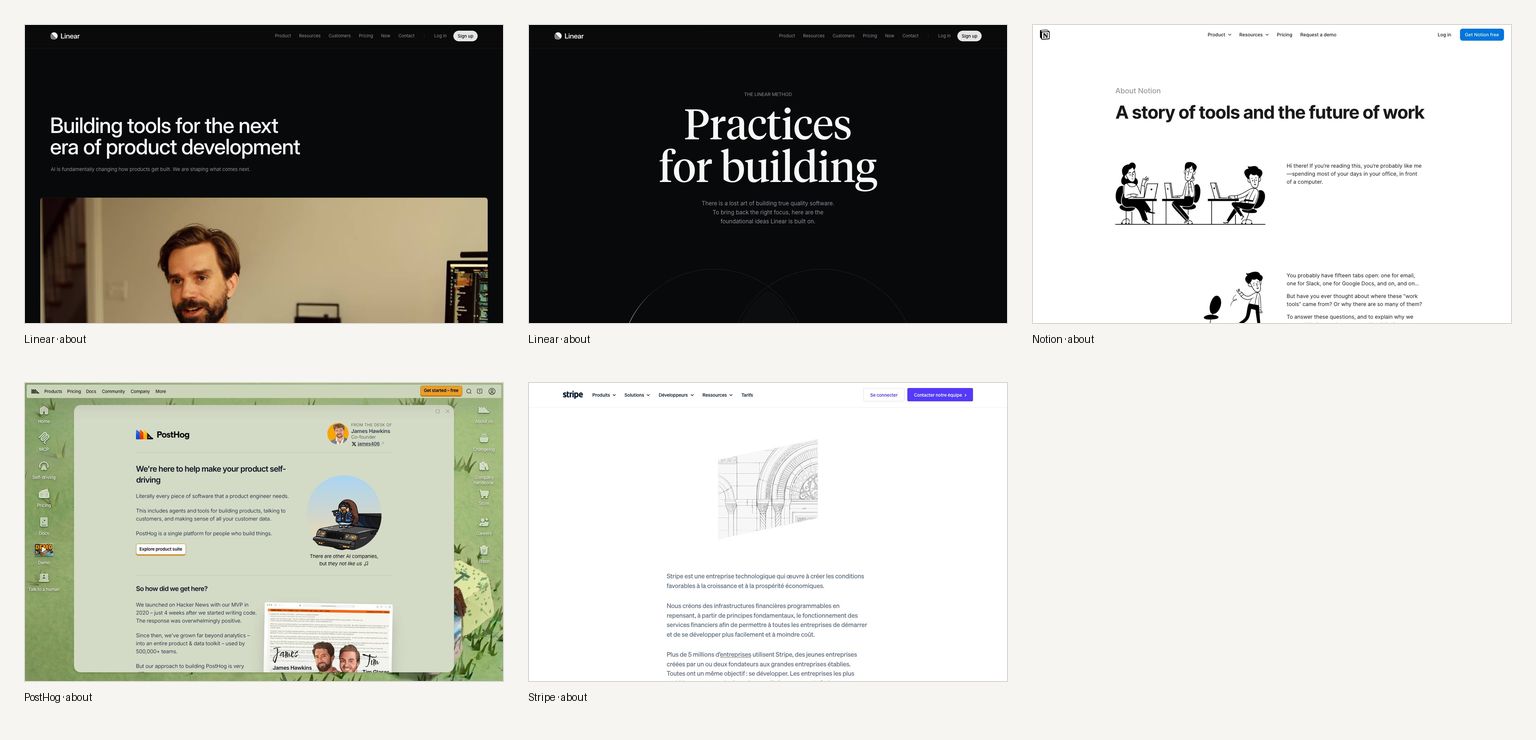 Linear
Product Resources Customers Pricing Now Contact Log in Sign up
Building tools for the next
era of product development
AI is fundamentally changing how products get built. We are shaping what comes next.
Linear · about
Linear
Product Resources Customers Pricing Now Contact Log in Sign up
THE LINEAR METHOD
Practices
for building
There is a lost art of building true quality software.
To bring back the right focus, here are the
foundational ideas Linear is built on.
Linear · about
Product Resources Pricing Request a demo Log in Get Notion free
About Notion
A story of tools and the future of work
Hi there! If you're reading this, you're probably like me
—spending most of your days in your office, in front
of a computer.
You probably have fifteen tabs open: one for email,
one for Slack, one for Google Docs, and on, and on...
But have you ever thought about where these "work
tools" came from? Or why there are so many of them?
To answer these questions, and to explain why we
Notion · about
Products Pricing Docs Community Company More Get started - free
Home
MCP
Self-driving
Pricing
Docs
Demo
Talk to a human
PostHog
FROM THE DESK OF
James Hawkins
Co-founder
X james406
We're here to help make your product self-
driving
Literally every piece of software that a product engineer needs.
This includes agents and tools for building products, talking to
customers, and making sense of all your customer data.
PostHog is a single platform for people who build things.
Explore product suite
There are other AI companies,
but they not like us
So how did we get here?
We launched on Hacker News with our MVP in
2020 – just 4 weeks after we started writing code.
The response was overwhelmingly positive.
Since then, we've grown far beyond analytics –
into an entire product & data toolkit – used by
500,000+ teams.
But our approach to building PostHog is very
James Tim
James Hawkins
About us
Changelog
Company
handbook
Store
Careers
Trash
PostHog · about
stripe
Produits Solutions Développeurs Ressources Tarifs Se connecter Contacter notre équipe
Stripe est une entreprise technologique qui œuvre à créer les conditions
favorables à la croissance et à la prospérité économiques.
Nous créons des infrastructures financières programmables en
repensant, à partir de principes fondamentaux, le fonctionnement des
services financiers afin de permettre à toutes les entreprises de démarrer
et de se développer plus facilement et à moindre coût.
Plus de 5 millions d'entreprises utilisent Stripe, des jeunes entreprises
créées par un ou deux fondateurs aux grandes entreprises établies.
Toutes ont un même objectif : se développer. Les entreprises les plus
Stripe · about